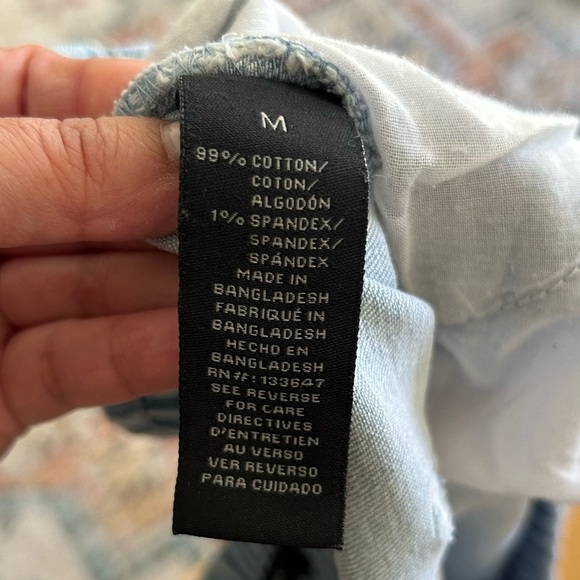 M
99% COTTON/
COTON/
ALGODÓN
1% SPANDEX/
SPANDEX/
SPÁNDEX
MADE IN
BANGLADESH
FABRIQUÉ IN
BANGLADESH
HECHO EN
BANGLADESH
RN#: 133647
SEE REVERSE
FOR CARE
DIRECTIVES
D'ENTRETIEN
AU VERSO
VER REVERSO
PARA CUIDADO